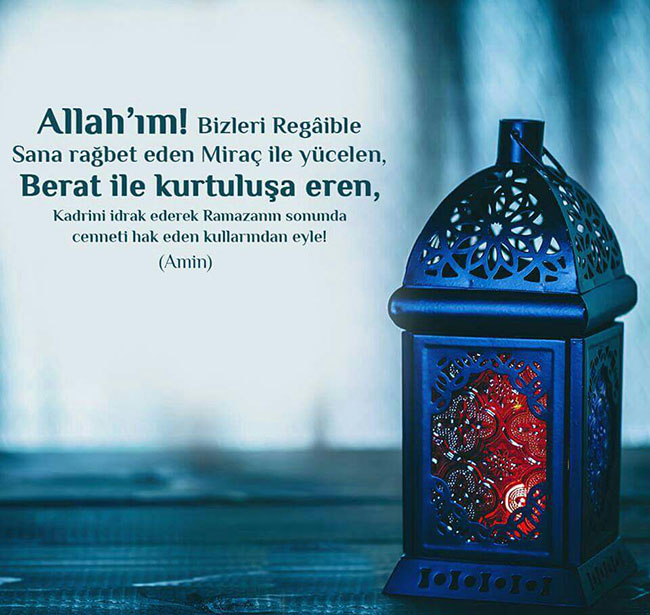 Allah'ım! Bizleri Regâible
Sana rağbet eden Miraç ile yücelen,
Berat ile kurtuluşa eren,
Kadrini idrak ederek Ramazanın sonunda
cenneti hak eden kullarından eyle!
(Amin)